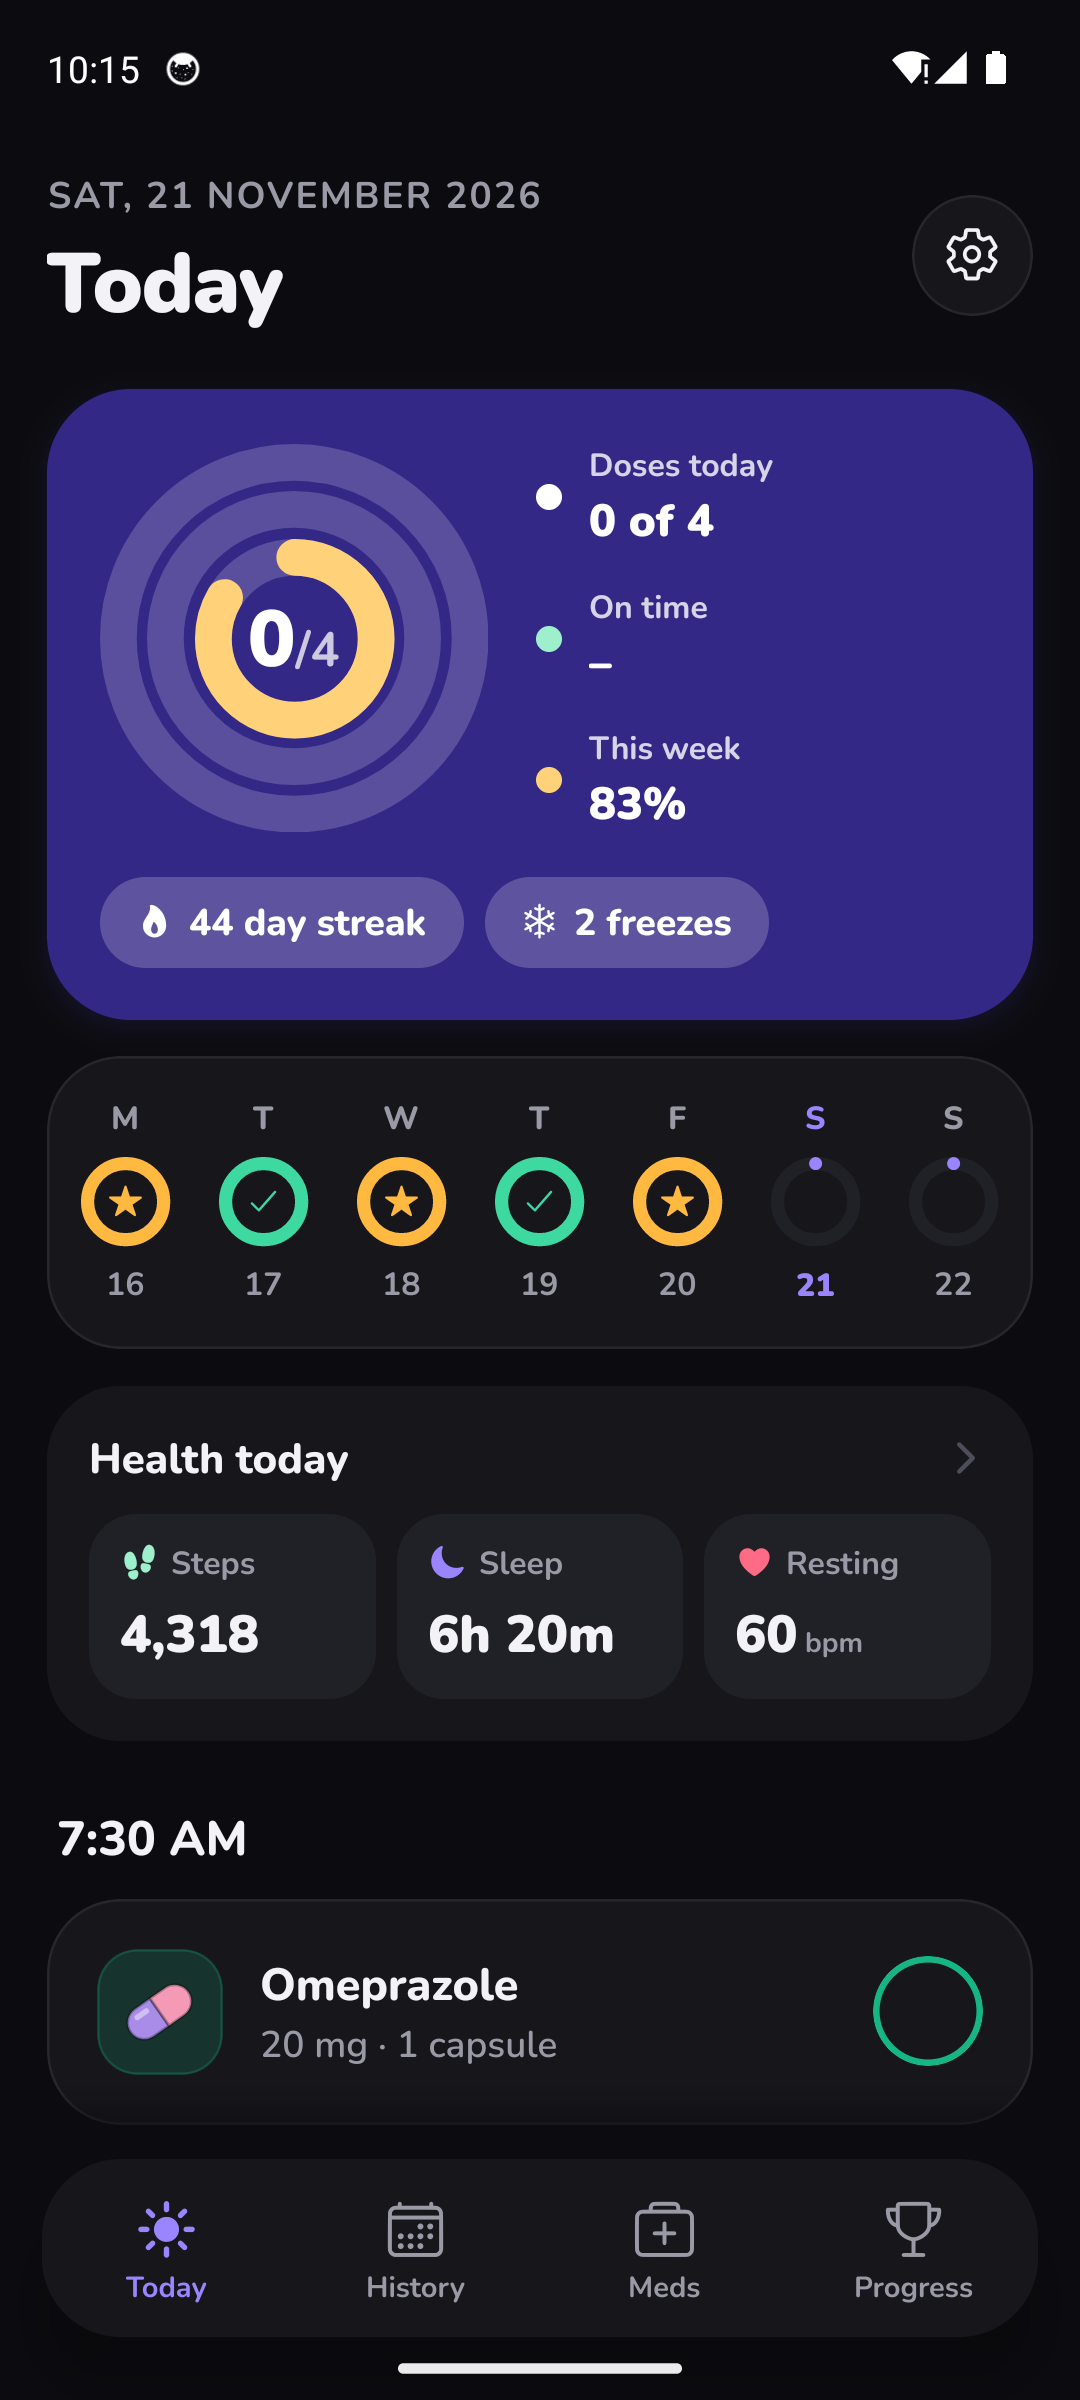 10:15
SAT, 21 NOVEMBER 2026
Today
0/4
Doses today
0 of 4
On time
–
This week
83%
44 day streak
2 freezes
M T W T F S S
16 17 18 19 20 21 22
Health today
Steps
4,318
Sleep
6h 20m
Resting
60 bpm
7:30 AM
Omeprazole
20 mg · 1 capsule
Today
History
Meds
Progress